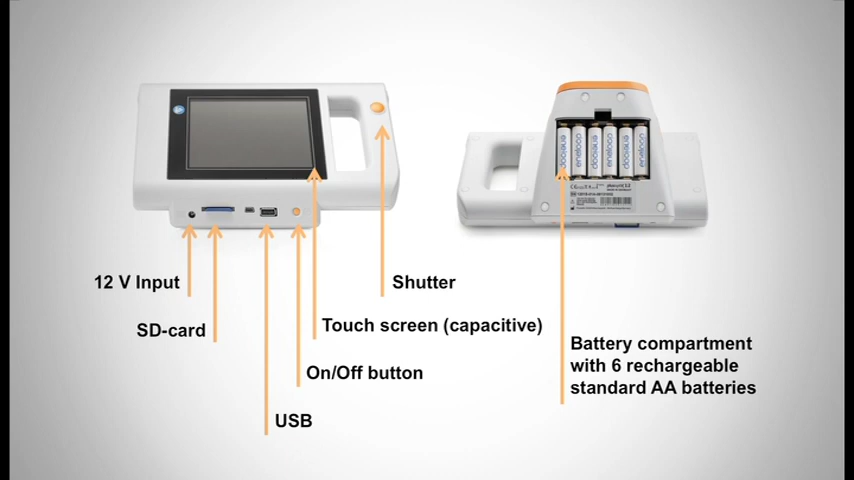 12 V Input
SD-card
USB
On/Off button
Touch screen (capacitive)
Shutter
eneloop
eneloop
eneloop
eneloop
eneloop
eneloop
Battery compartment
with 6 rechargeable
standard AA batteries